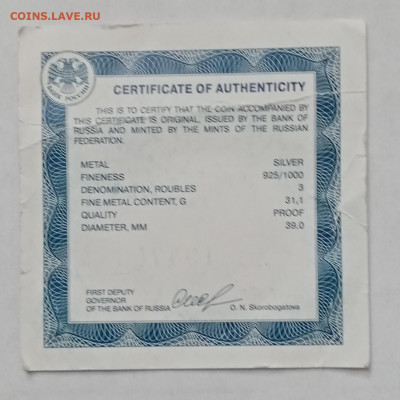 COINS.LAVE.RU
БАНК РОССИИ
CERTIFICATE OF AUTHENTICITY
THIS IS TO CERTIFY THAT THE COIN ACCOMPANIED BY
THIS CERTIFICATE IS ORIGINAL, ISSUED BY THE BANK OF
RUSSIA AND MINTED BY THE MINTS OF THE RUSSIAN
FEDERATION.
METAL SILVER
FINENESS 925/1000
DENOMINATION, ROUBLES 3
FINE METAL CONTENT, G 31,1
QUALITY PROOF
DIAMETER, MM 39,0
FIRST DEPUTY
GOVERNOR
OF THE BANK OF RUSSIA O. N. Skorobogatova